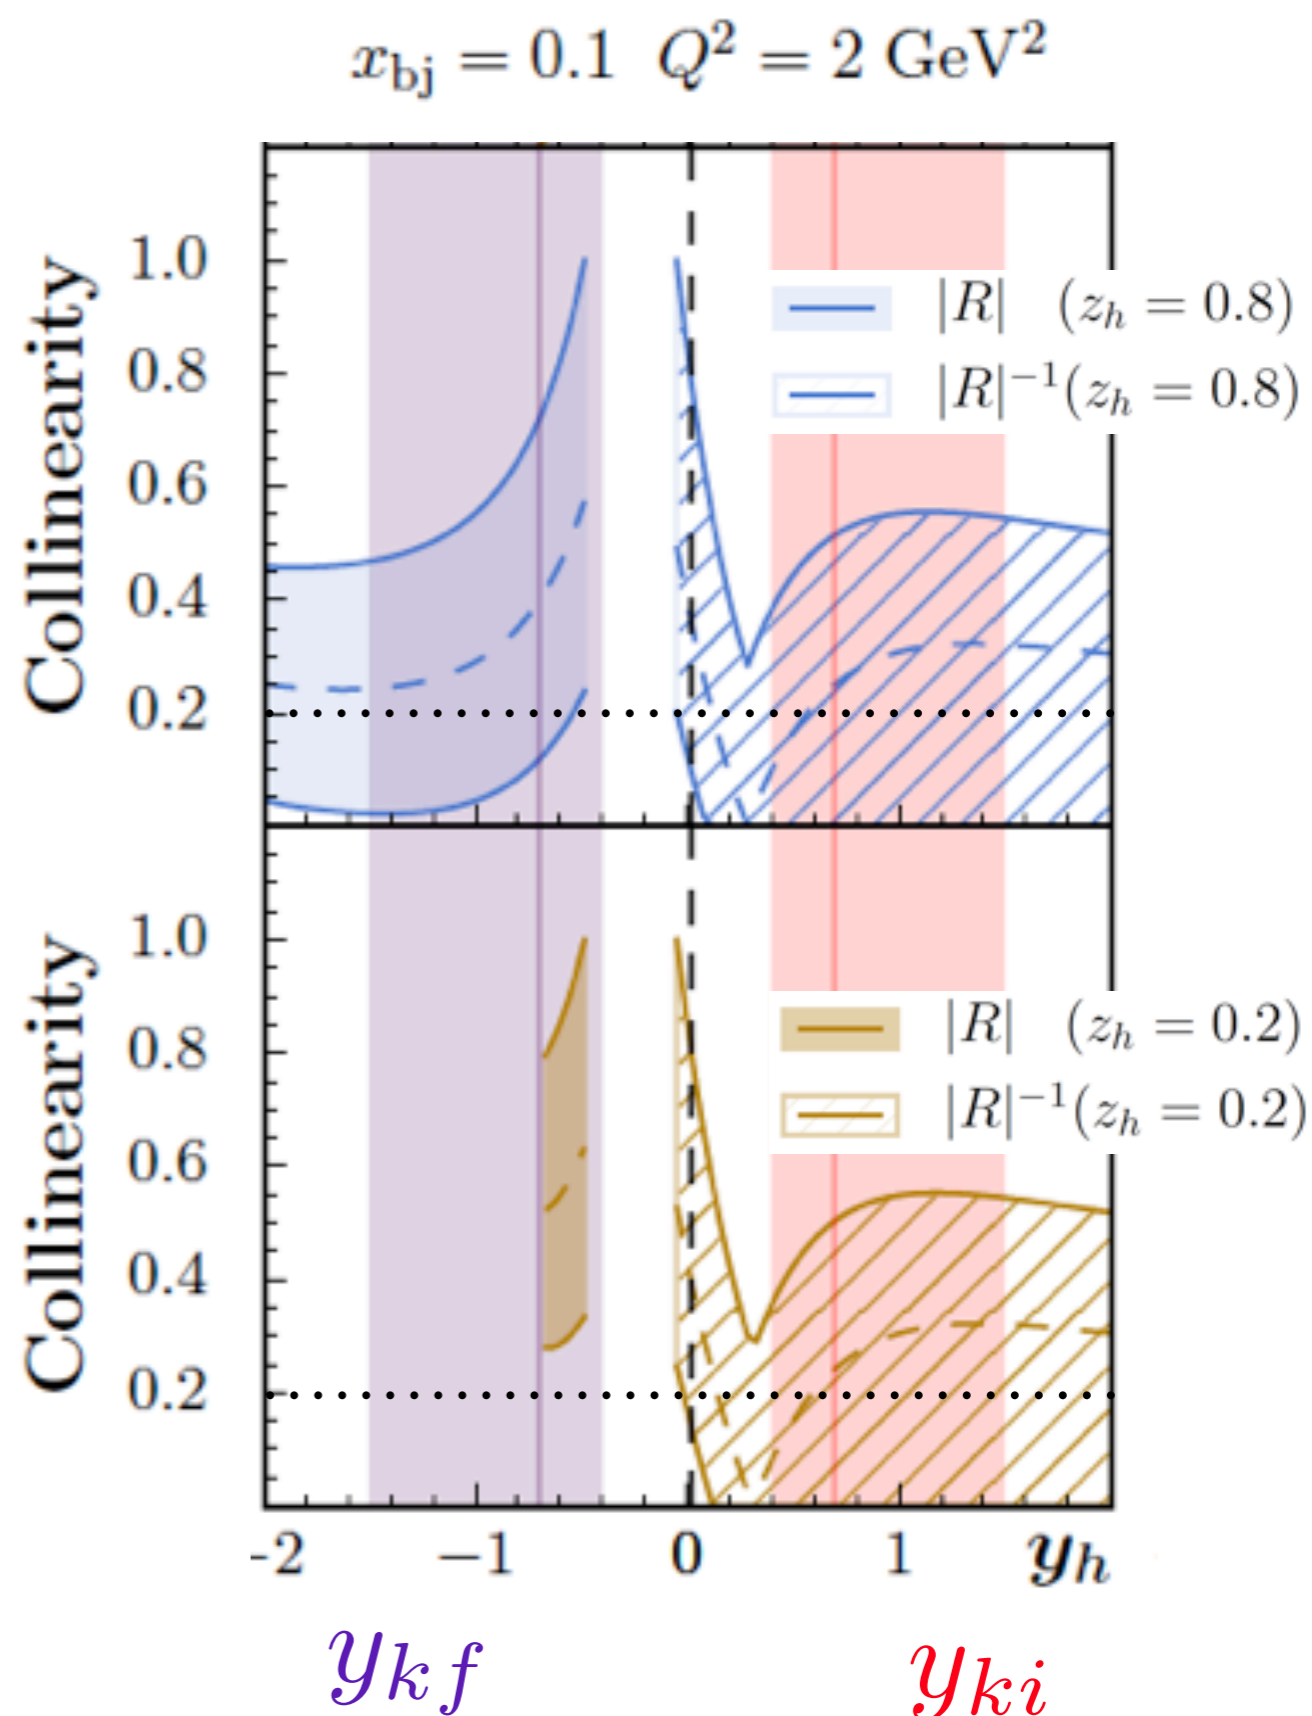 x_bj = 0.1 Q² = 2 GeV²
Collinearity
1.0
0.8
0.6
0.4
0.2
|R| (z_h = 0.8)
|R|⁻¹(z_h = 0.8)
Collinearity
1.0
0.8
0.6
0.4
0.2
|R| (z_h = 0.2)
|R|⁻¹(z_h = 0.2)
-2 −1 0 1 y_h
y_kf y_ki